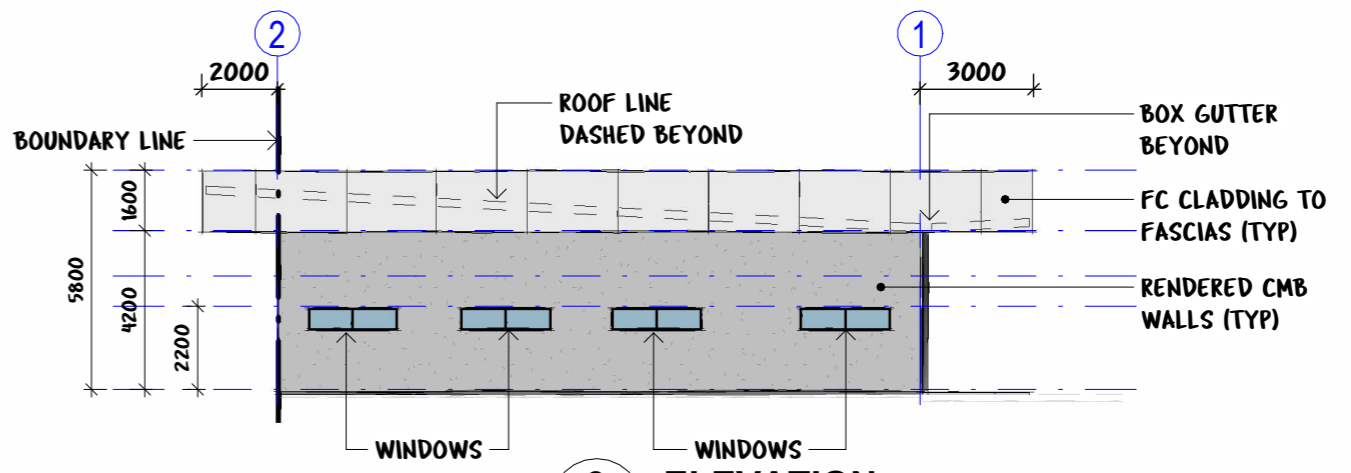 2
1
2000
3000
ROOF LINE
DASHED BEYOND
BOX GUTTER
BEYOND
BOUNDARY LINE
1600
FC CLADDING TO
FASCIAS (TYP)
5800
4200
2200
RENDERED CMB
WALLS (TYP)
WINDOWS
WINDOWS